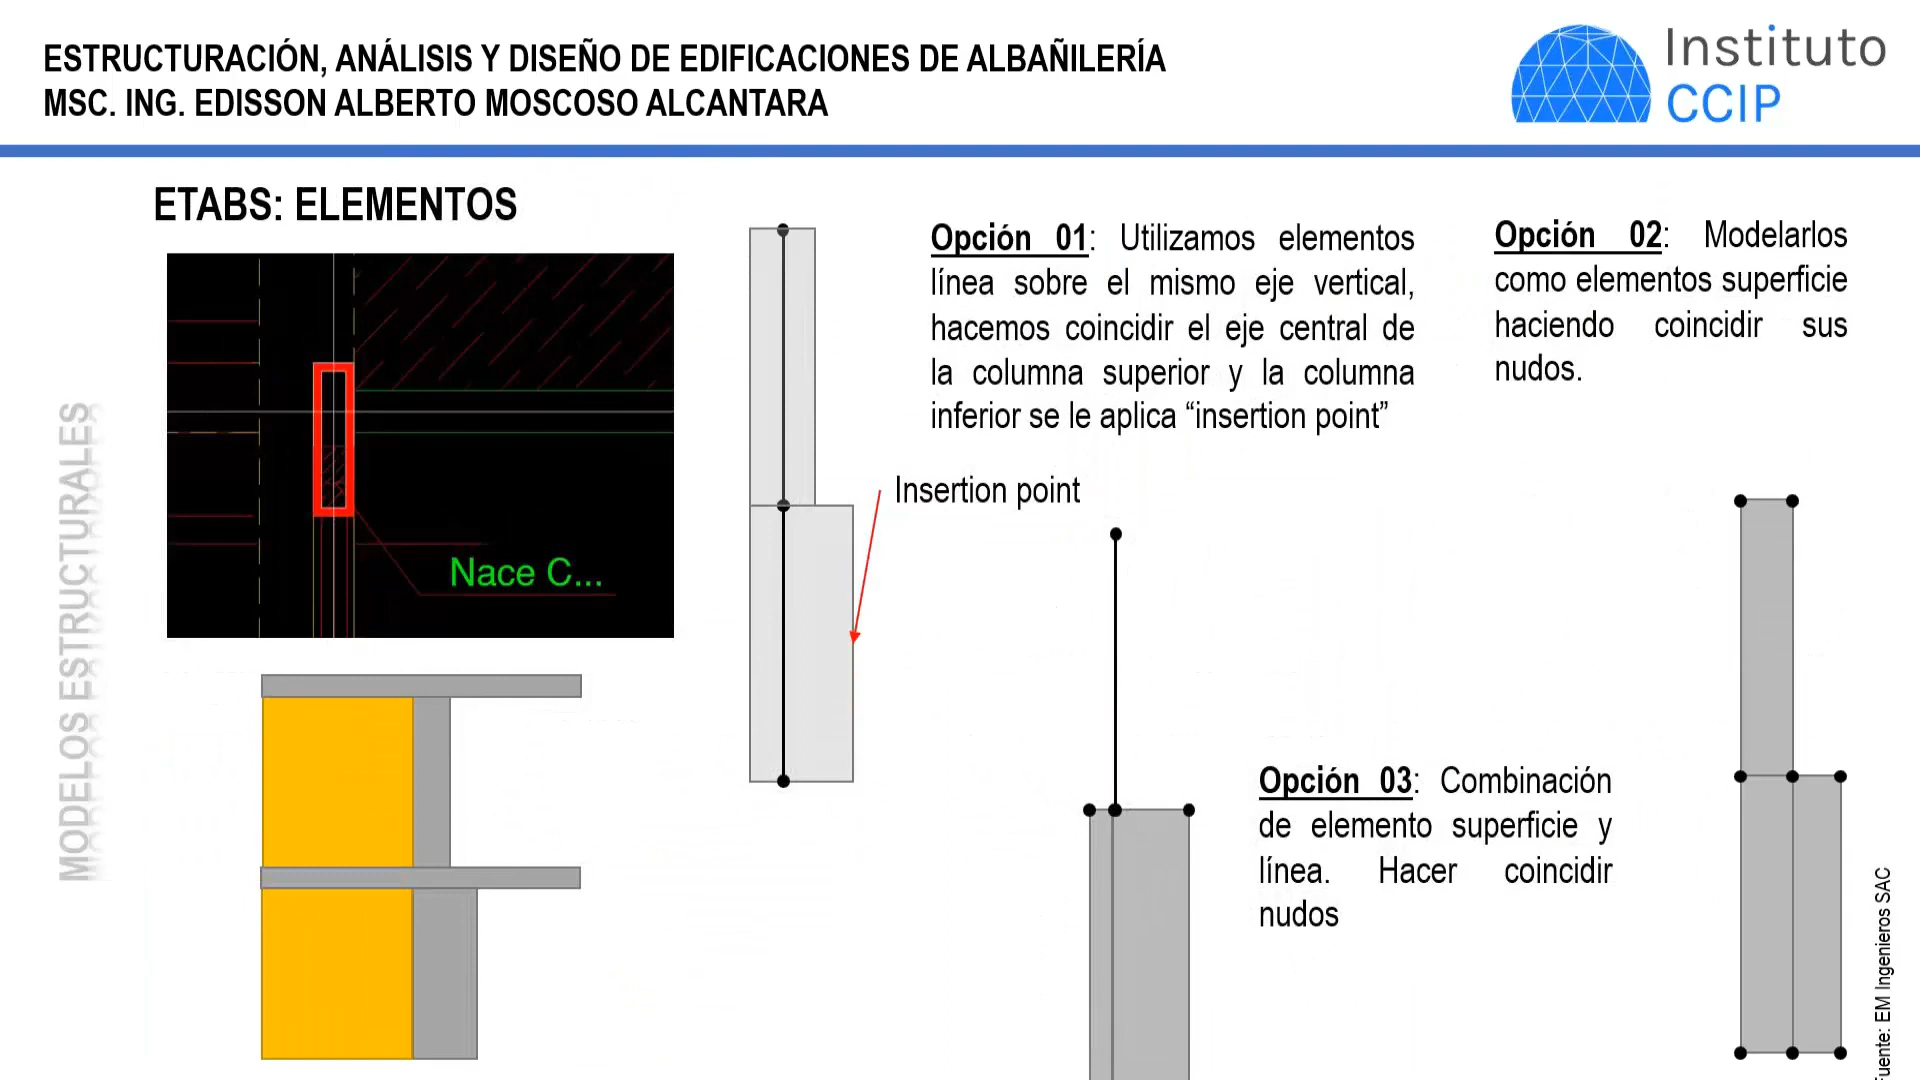 ESTRUCTURACIÓN, ANÁLISIS Y DISEÑO DE EDIFICACIONES DE ALBAÑILERÍA
MSC. ING. EDISSON ALBERTO MOSCOSO ALCANTARA
Instituto
CCIP
ETABS: ELEMENTOS
MODELOS ESTRUCTURALES
Nace C...
Opción 01: Utilizamos elementos
línea sobre el mismo eje vertical,
hacemos coincidir el eje central de
la columna superior y la columna
inferior se le aplica “insertion point”
Insertion point
Opción 02: Modelarlos
como elementos superficie
haciendo coincidir sus
nudos.
Opción 03: Combinación
de elemento superficie y
línea. Hacer coincidir
nudos
Fuente: EM Ingenieros SAC